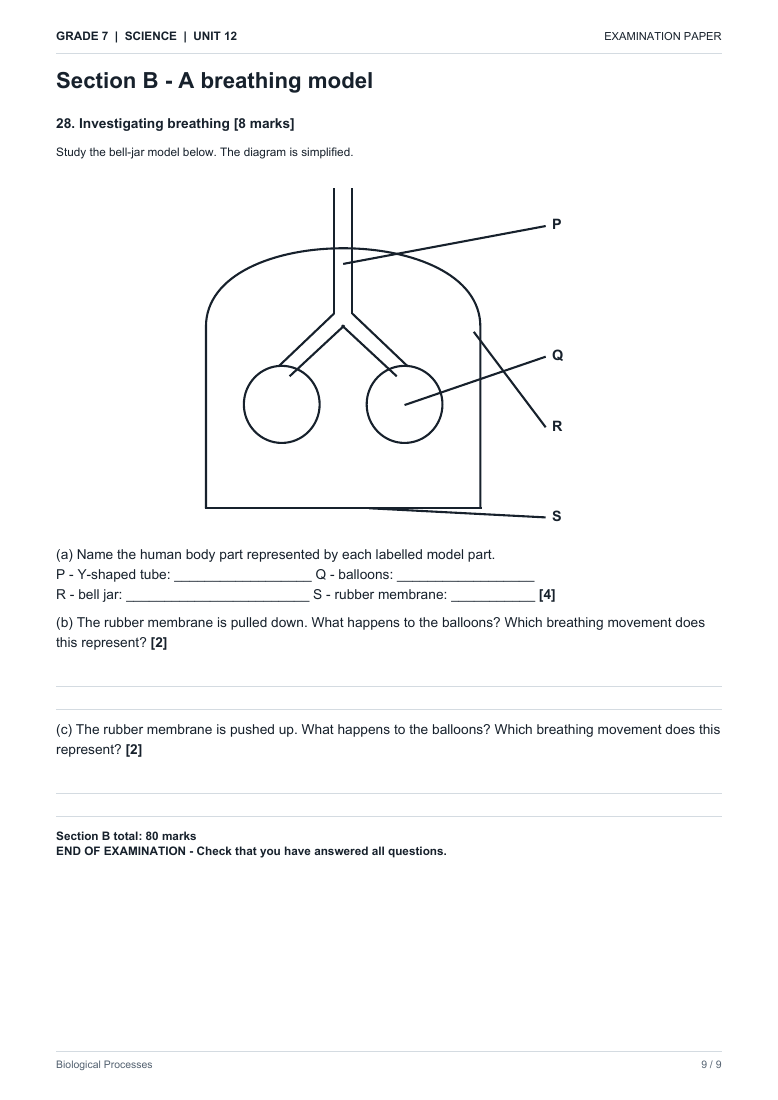 GRADE 7 | SCIENCE | UNIT 12 EXAMINATION PAPER
Section B - A breathing model
28. Investigating breathing [8 marks]
Study the bell-jar model below. The diagram is simplified.
P
Q
R
S
(a) Name the human body part represented by each labelled model part.
P - Y-shaped tube: ___________________ Q - balloons: ___________________
R - bell jar: _________________________ S - rubber membrane: ____________ [4]
(b) The rubber membrane is pulled down. What happens to the balloons? Which breathing movement does
this represent? [2]
(c) The rubber membrane is pushed up. What happens to the balloons? Which breathing movement does this
represent? [2]
Section B total: 80 marks
END OF EXAMINATION - Check that you have answered all questions.
Biological Processes 9 / 9